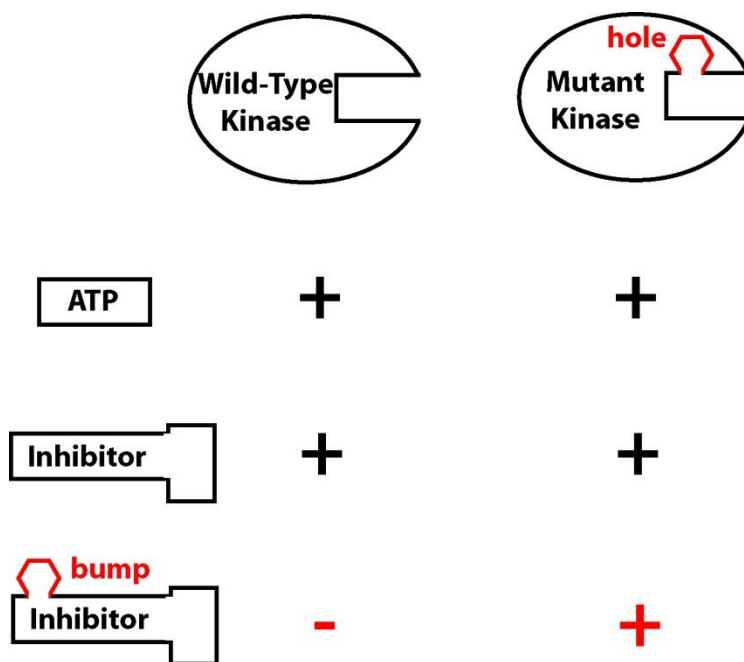 hole
Wild-Type
Kinase
Mutant
Kinase
ATP
+
+
Inhibitor
+
+
bump
Inhibitor
-
+